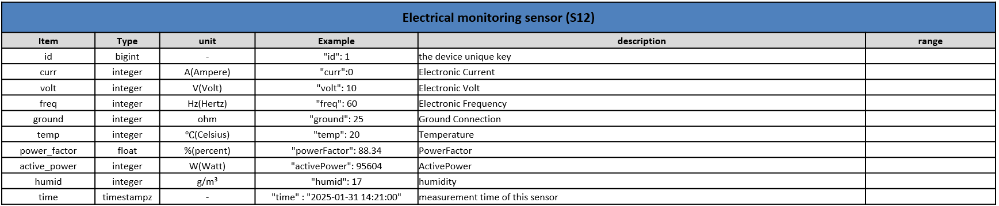 Electrical monitoring sensor (S12)
Item Type unit Example description range
id bigint - "id": 1 the device unique key
curr integer A(Ampere) "curr":0 Electronic Current
volt integer V(Volt) "volt": 10 Electronic Volt
freq integer Hz(Hertz) "freq": 60 Electronic Frequency
ground integer ohm "ground": 25 Ground Connection
temp integer ℃(Celsius) "temp": 20 Temperature
power_factor float %(percent) "powerFactor": 88.34 PowerFactor
active_power integer W(Watt) "activePower": 95604 ActivePower
humid integer g/m³ "humid": 17 humidity
time timestampz - "time" : "2025-01-31 14:21:00" measurement time of this sensor